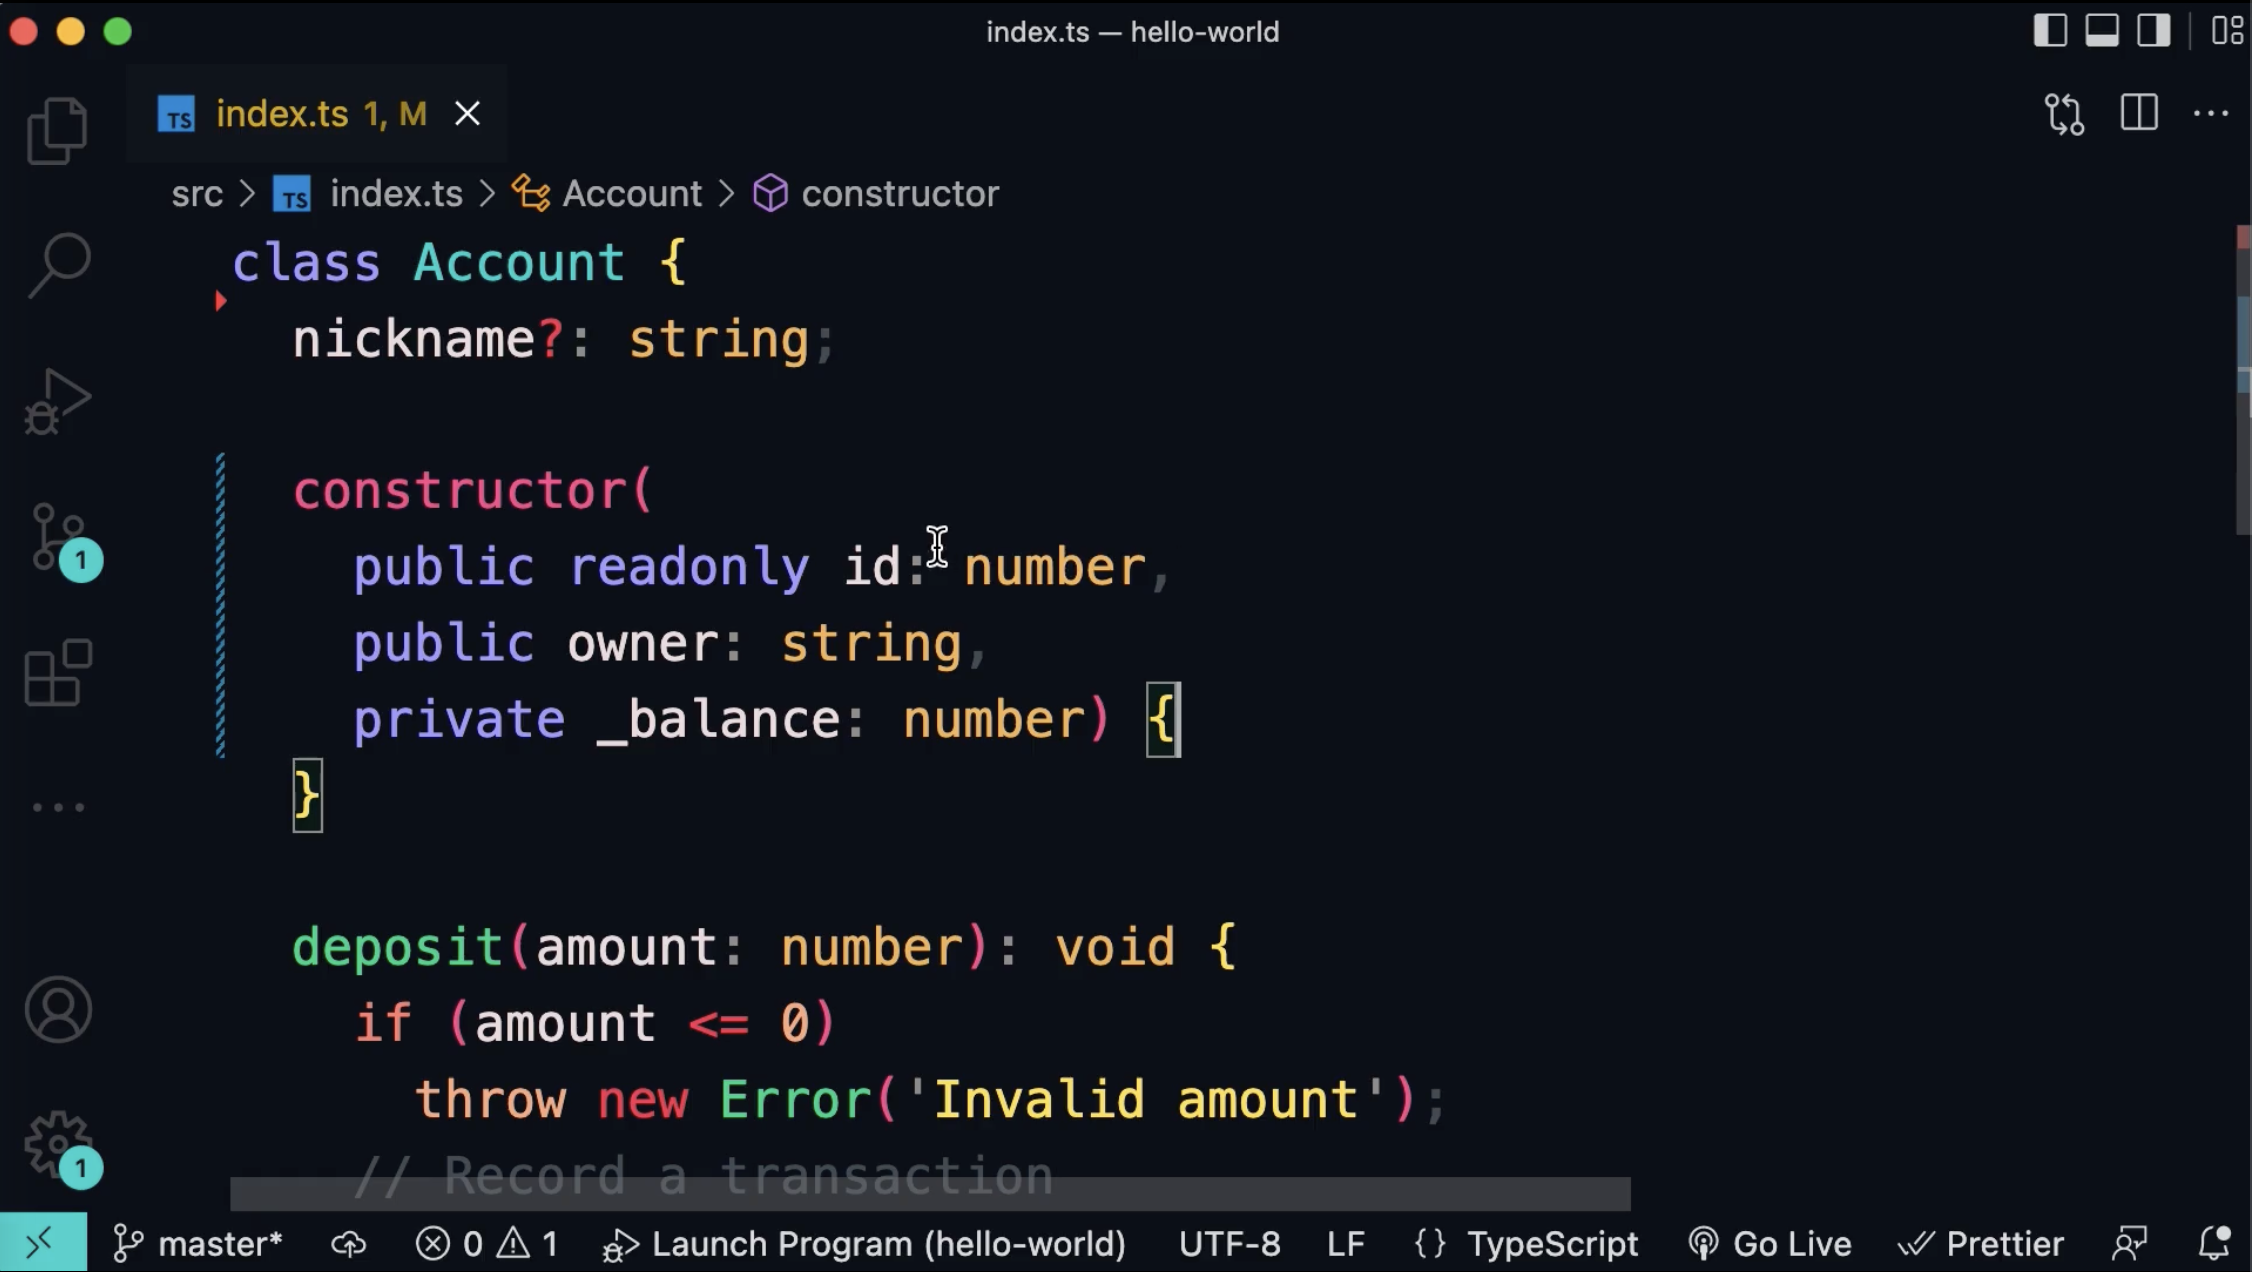 index.ts — hello-world
TS index.ts 1, M
src > TS index.ts > Account > constructor
class Account {
nickname?: string;
constructor(
public readonly id: number,
public owner: string,
private _balance: number) {
}
deposit(amount: number): void {
if (amount <= 0)
throw new Error('Invalid amount');
// Record a transaction
1
1
master* 0 1 Launch Program (hello-world) UTF-8 LF {} TypeScript Go Live Prettier